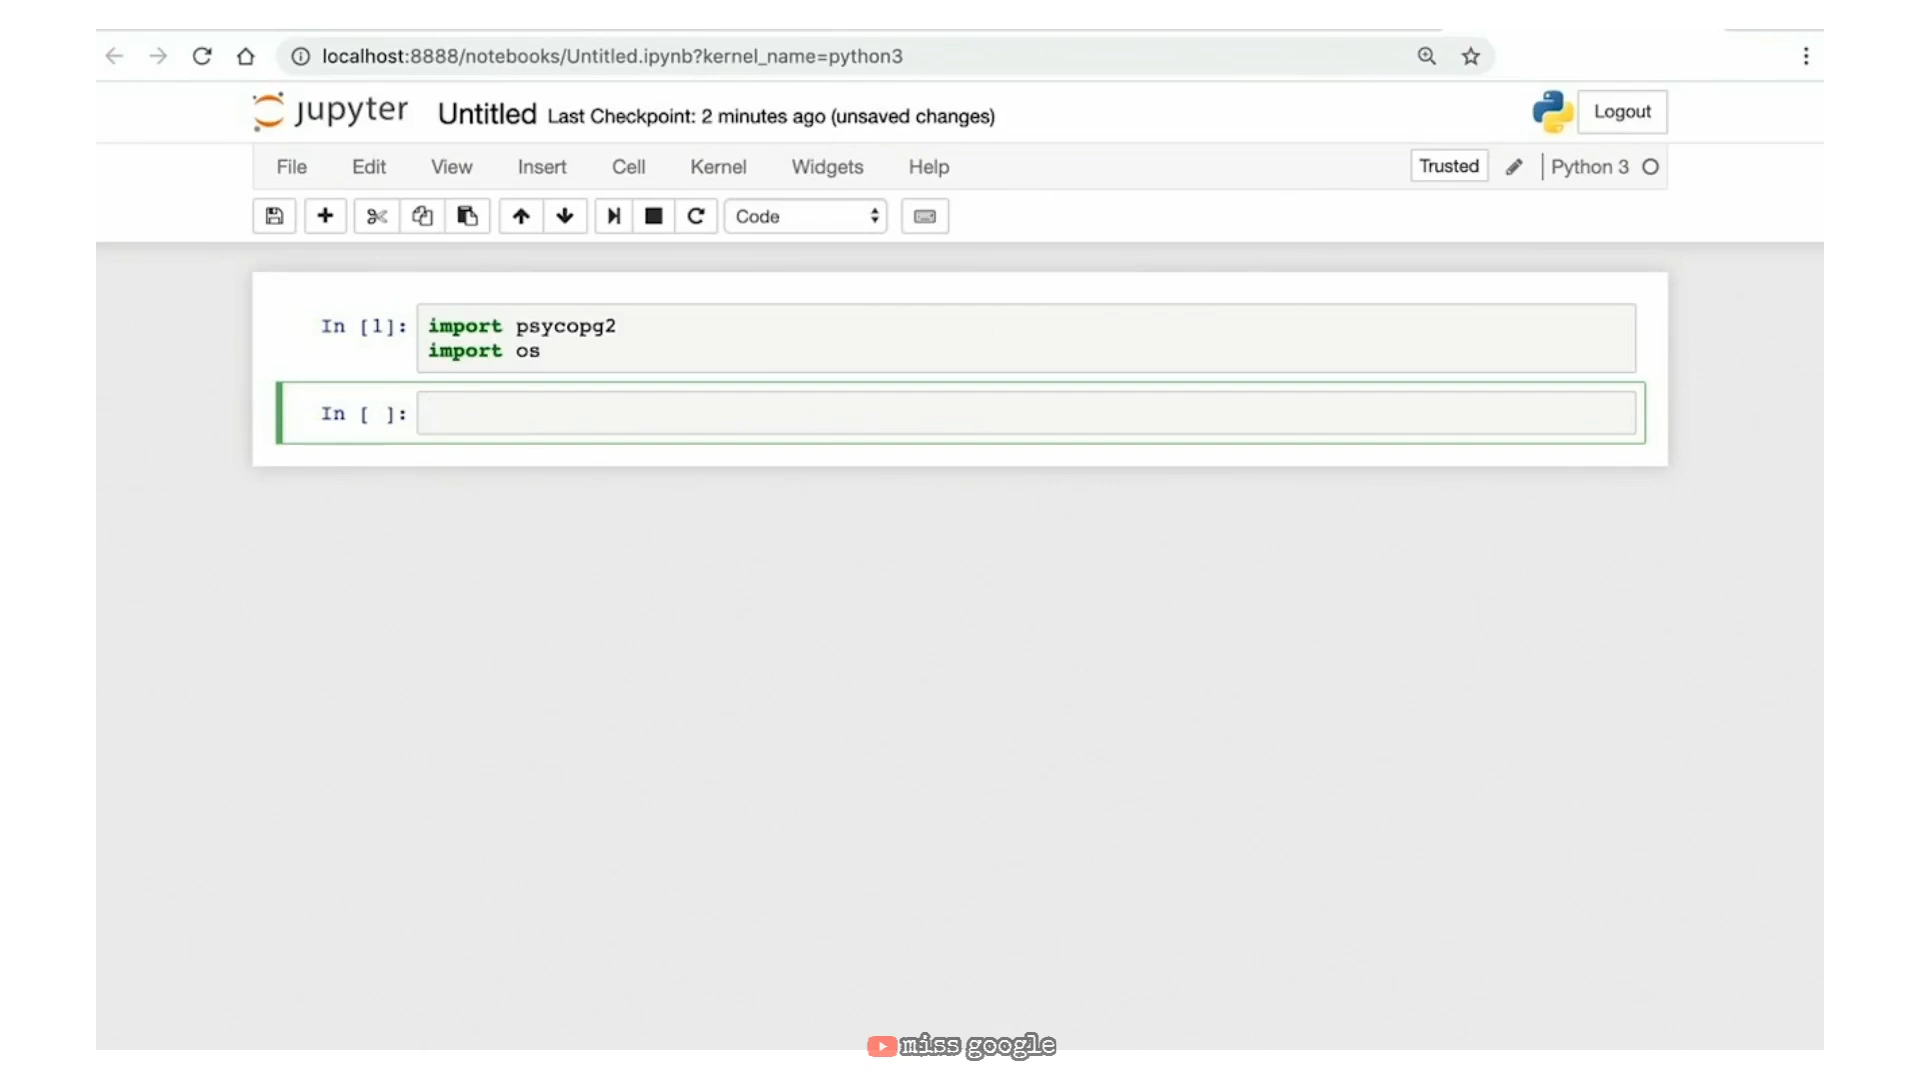 localhost:8888/notebooks/Untitled.ipynb?kernel_name=python3
jupyter Untitled Last Checkpoint: 2 minutes ago (unsaved changes) Logout
File Edit View Insert Cell Kernel Widgets Help Trusted Python 3
Code
In [1]: import psycopg2
import os
In [ ]:
miss google